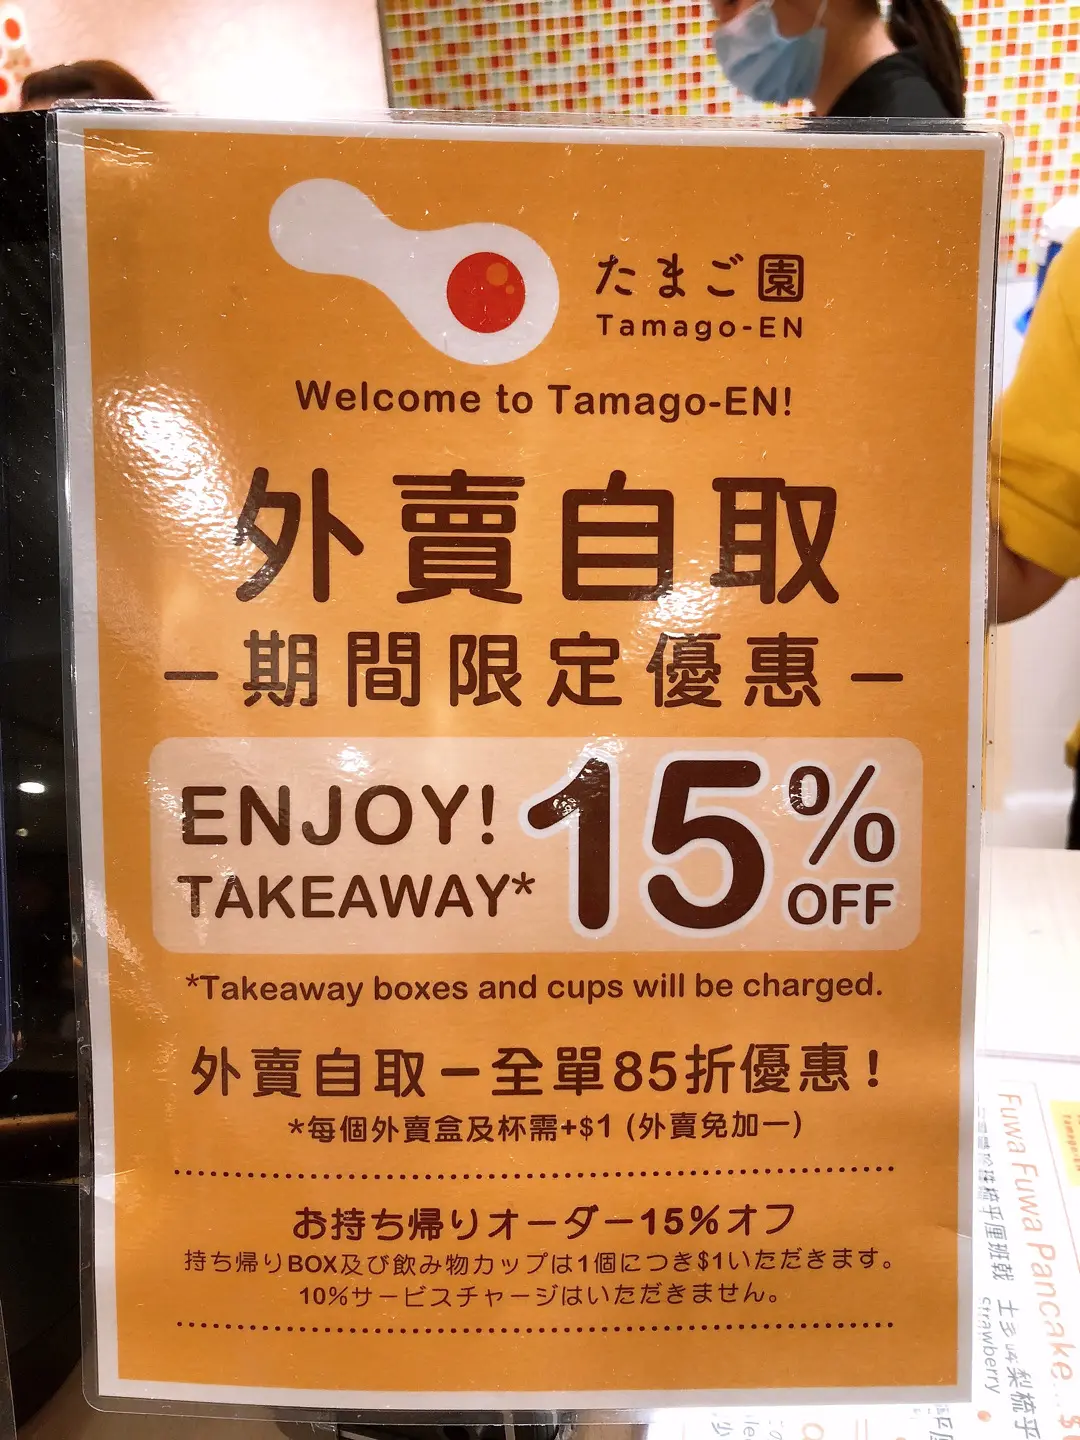 たまご園
Tamago-EN
Welcome to Tamago-EN!
外賣自取
–期間限定優惠–
ENJOY!
TAKEAWAY*
15%
OFF
*Takeaway boxes and cups will be charged.
外賣自取–全單85折優惠!
*每個外賣盒及杯需+$1 (外賣免加一)
お持ち帰りオーダー15%オフ
持ち帰りBOX及び飲み物カップは1個につき$1いただきます。
10%サービスチャージはいただきません。
Fuwa Fuwa Pancake...
strawberry